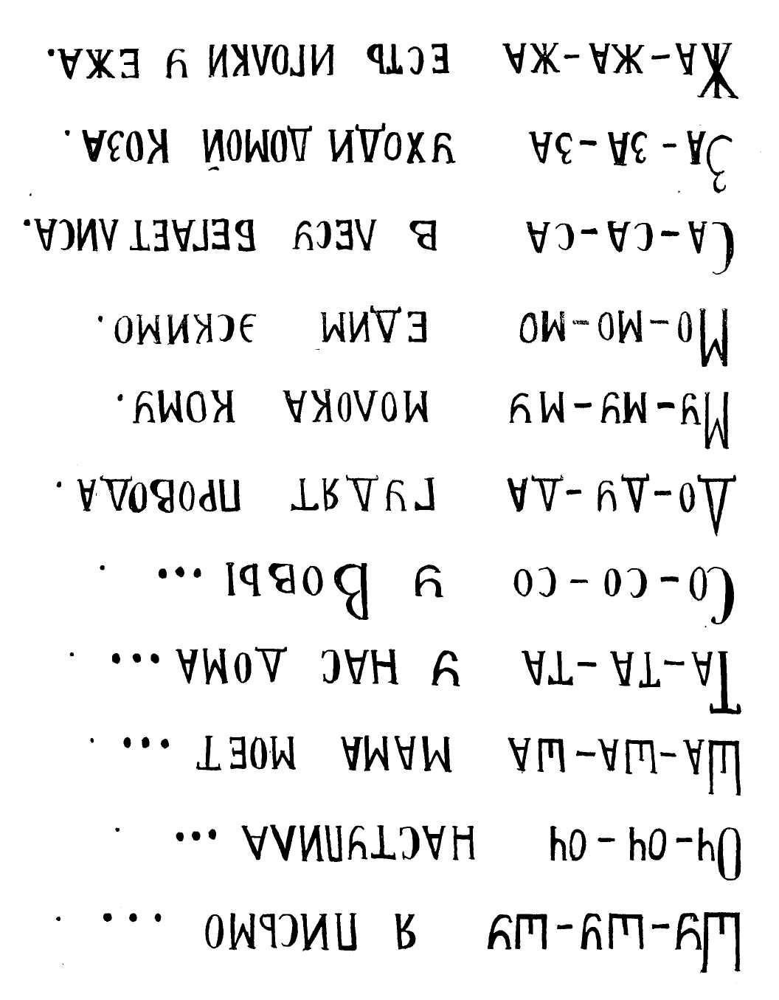 Шу-шу-шу я письмо ... .
Оч-оч-оч наступила ... .
Ша-ша-ша мама моет ... .
Та-та-та у нас дома ... .
Со-со-со у Вовы ... .
До-ду-да гудят провода.
Му-му-му молока кому.
Мо-мо-мо едим эскимо.
Са-са-са в лесу бегает лиса.
За-за-за уходи домой коза.
Жа-жа-жа есть иголки у ежа.